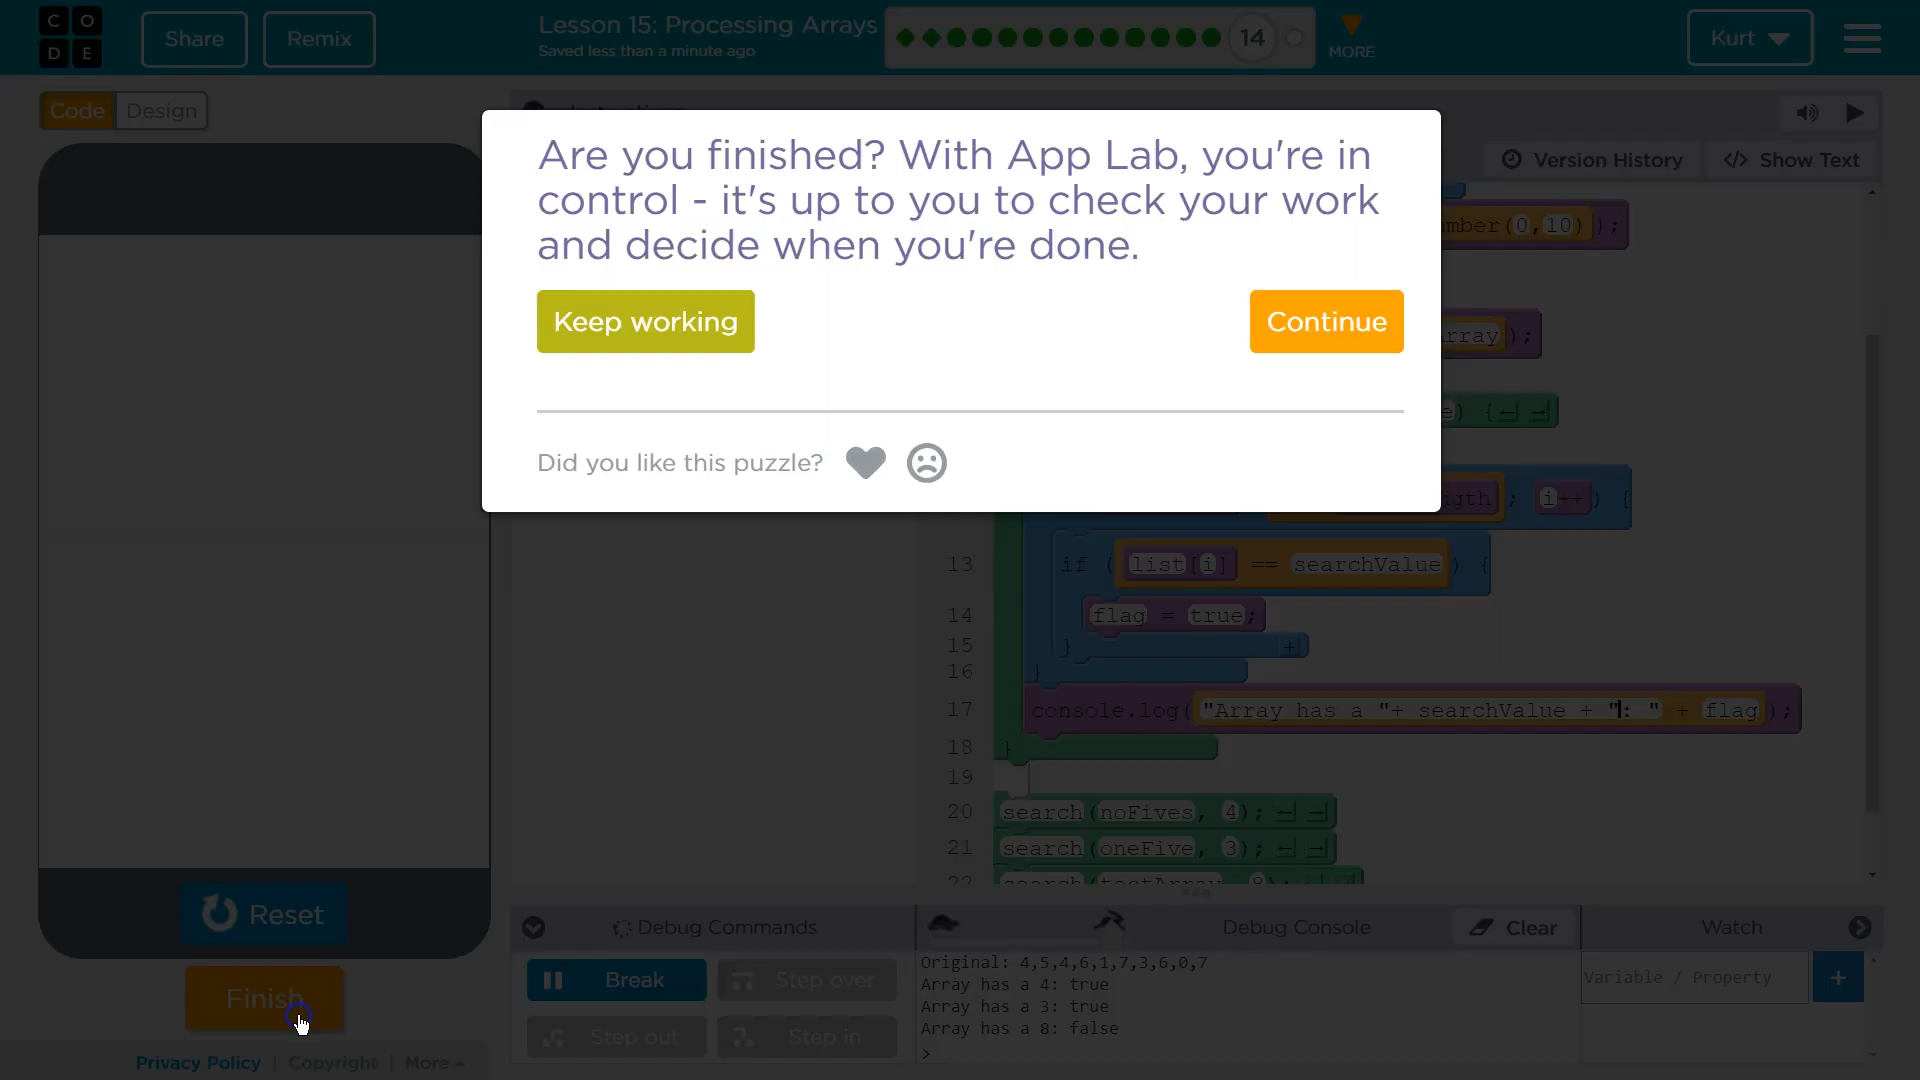 C O
D E
Share
Remix
Lesson 15: Processing Arrays
Saved less than a minute ago
14
MORE
Kurt
Code
Design
Version History
Show Text
Are you finished? With App Lab, you're in
control - it's up to you to check your work
and decide when you're done.
Keep working
Continue
Did you like this puzzle?
(0,10));
);
) {
; i++) {
13 if (list[i] == searchValue) {
14 flag = true;
15 }
16 }
17 console.log("Array has a "+ searchValue + ": " + flag);
18 }
19
20 search(noFives, 4);
21 search(oneFive, 3);
22 search(testArray, 8);
Reset
Finish
Debug Commands
Debug Console
Clear
Watch
Break
Step over
Step out
Step in
Original: 4,5,4,6,1,7,3,6,0,7
Array has a 4: true
Array has a 3: true
Array has a 8: false
>
Variable / Property
+
Privacy Policy | Copyright | More